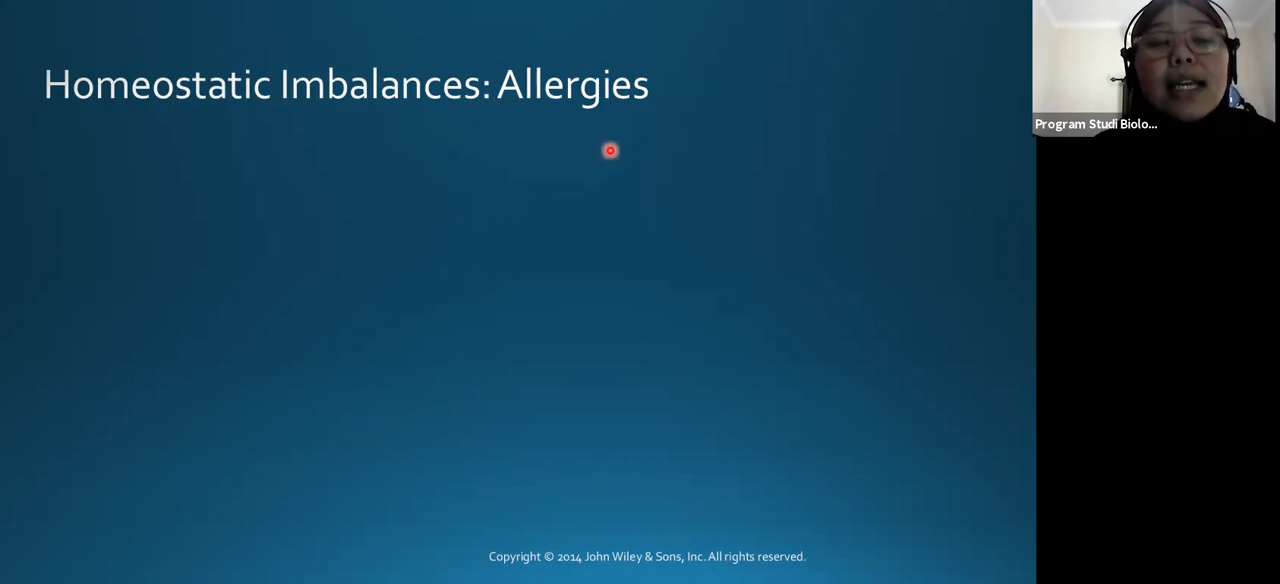 Homeostatic Imbalances: Allergies
Program Studi Biolo...
Copyright © 2014 John Wiley & Sons, Inc. All rights reserved.